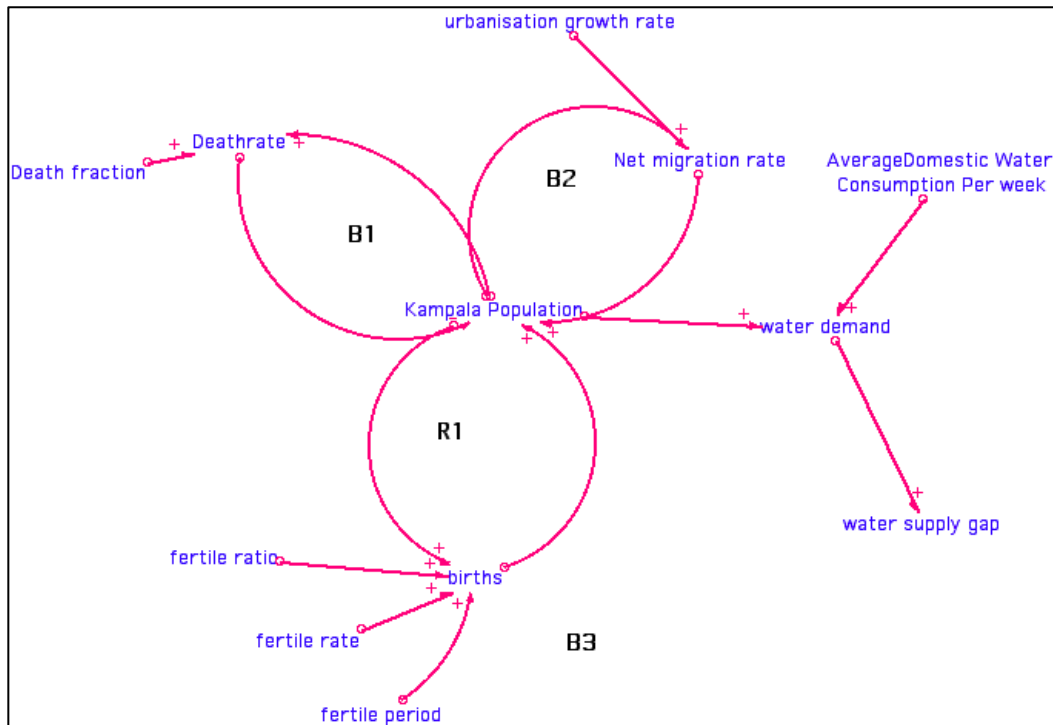 urbanisation growth rate
+
+
Deathrate
+
Death fraction
Net migration rate
AverageDomestic Water
Consumption Per week
B2
B1
Kampala Population
-
+
+
+
+
water demand
R1
+
water supply gap
+
fertile ratio
+
births
+
+
fertile rate
B3
fertile period